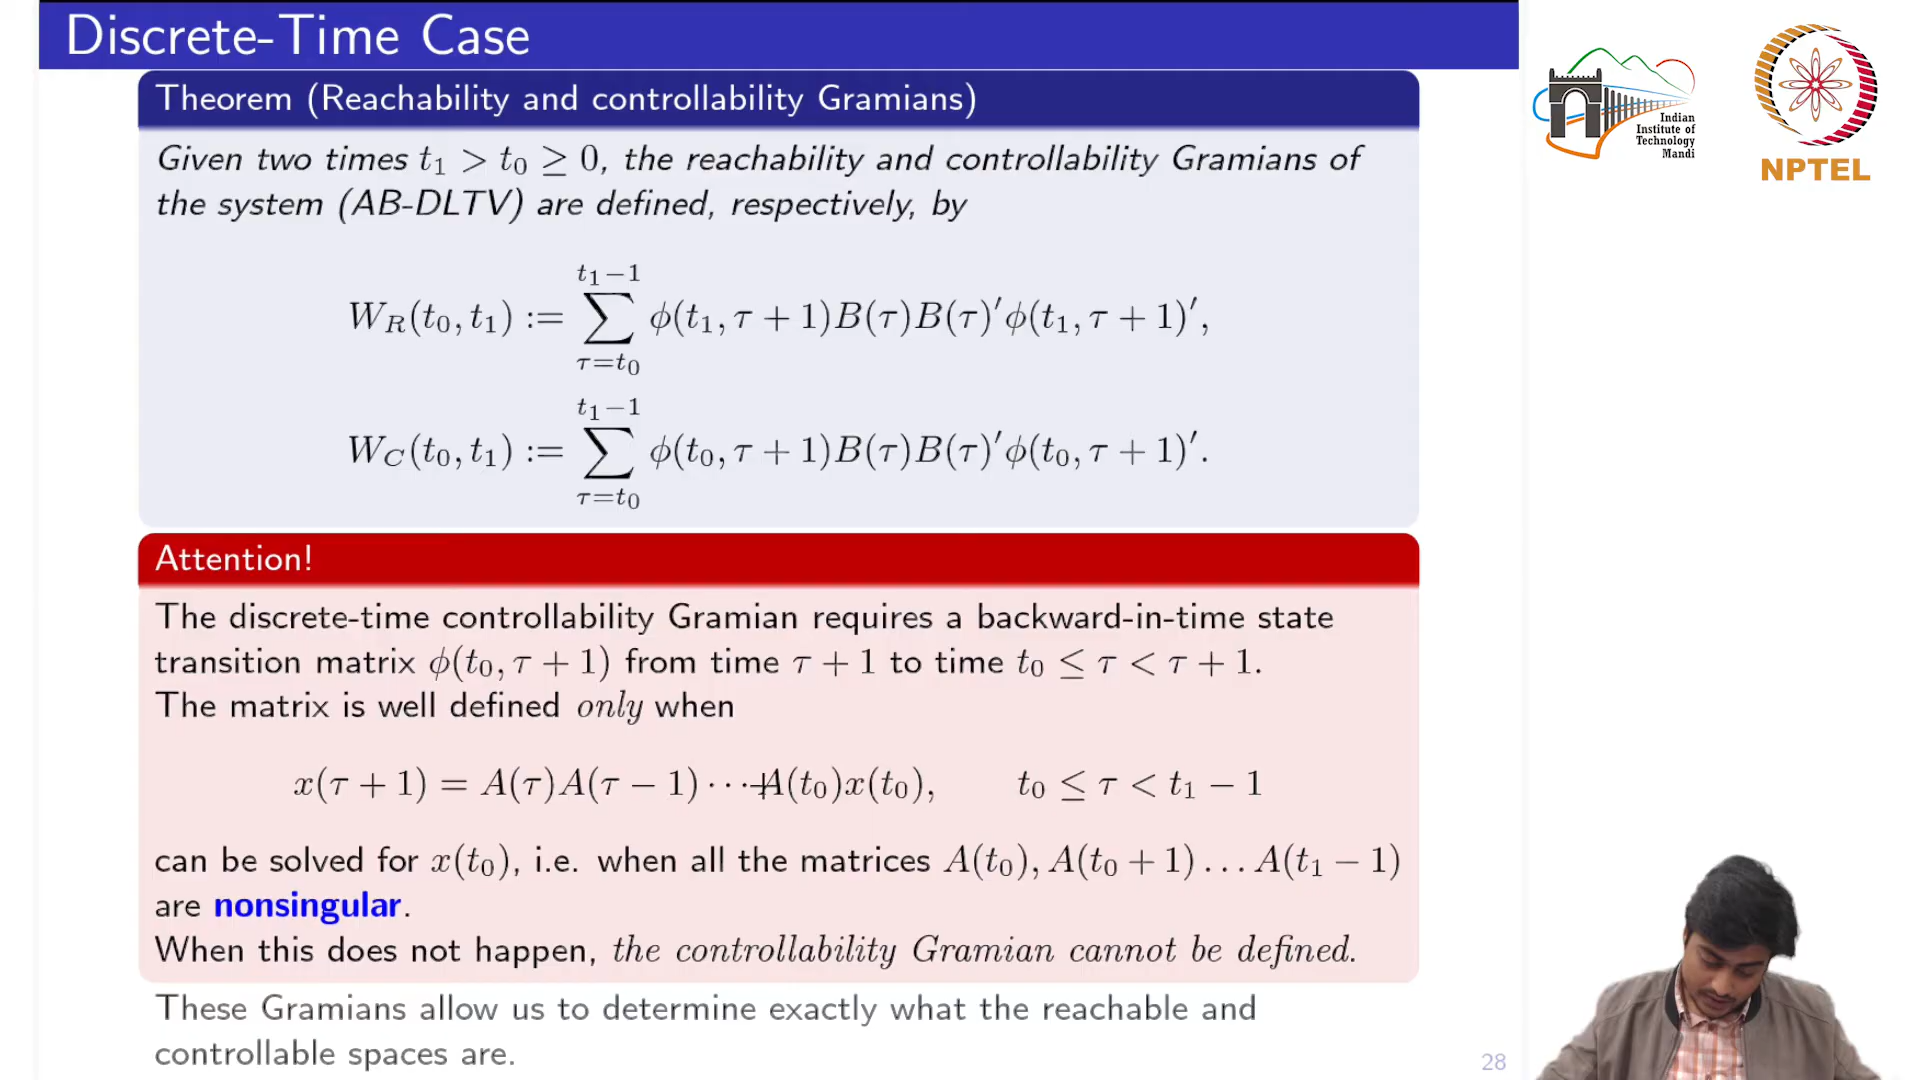 Discrete-Time Case
Theorem (Reachability and controllability Gramians)
Given two times t₁ > t₀ ≥ 0, the reachability and controllability Gramians of
the system (AB-DLTV) are defined, respectively, by
W_R(t₀, t₁) := ∑_{τ=t₀}^{t₁−1} ϕ(t₁, τ + 1)B(τ)B(τ)′ϕ(t₁, τ + 1)′,
W_C(t₀, t₁) := ∑_{τ=t₀}^{t₁−1} ϕ(t₀, τ + 1)B(τ)B(τ)′ϕ(t₀, τ + 1)′.
Attention!
The discrete-time controllability Gramian requires a backward-in-time state
transition matrix ϕ(t₀, τ + 1) from time τ + 1 to time t₀ ≤ τ < τ + 1.
The matrix is well defined only when
x(τ + 1) = A(τ)A(τ − 1) ⋯ A(t₀)x(t₀), t₀ ≤ τ < t₁ − 1
can be solved for x(t₀), i.e. when all the matrices A(t₀), A(t₀ + 1) … A(t₁ − 1)
are nonsingular.
When this does not happen, the controllability Gramian cannot be defined.
These Gramians allow us to determine exactly what the reachable and
controllable spaces are.
28
Indian
Institute of
Technology
Mandi
NPTEL